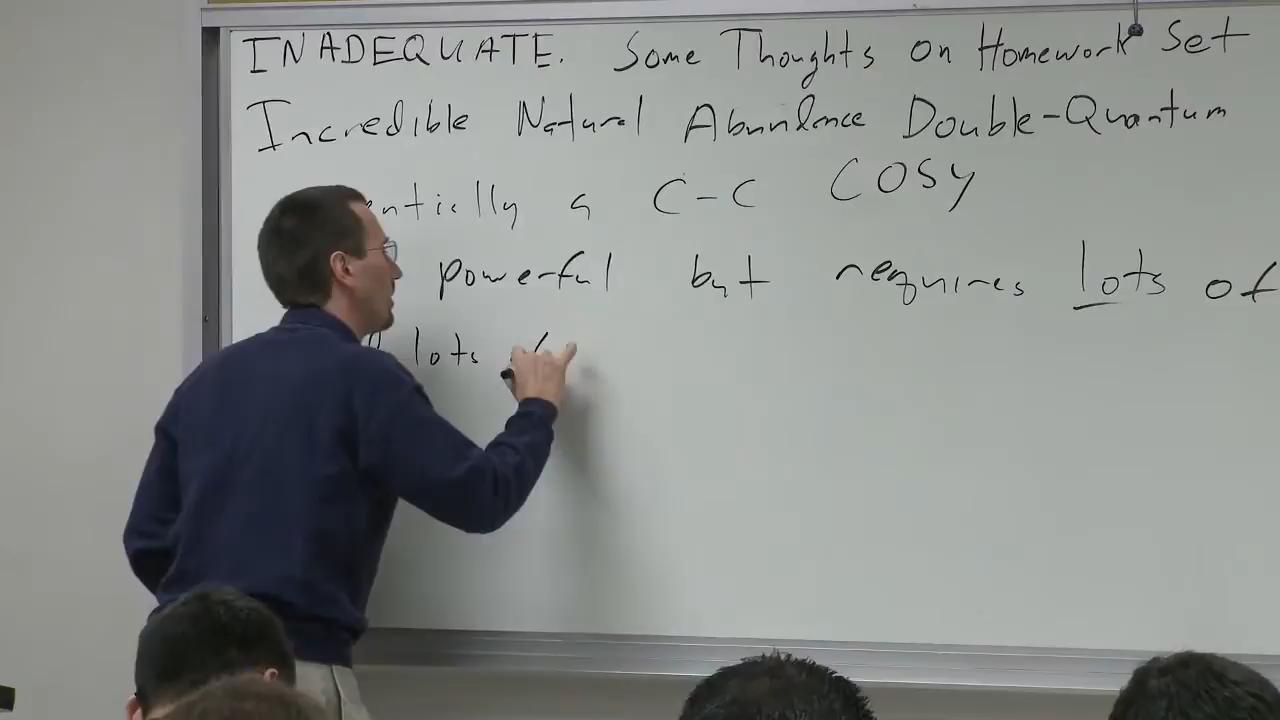 INADEQUATE. Some Thoughts on Homework Set
Incredible Natural Abundance Double-Quantum
entially a C-C COSY
powerful but requires lots of
lots